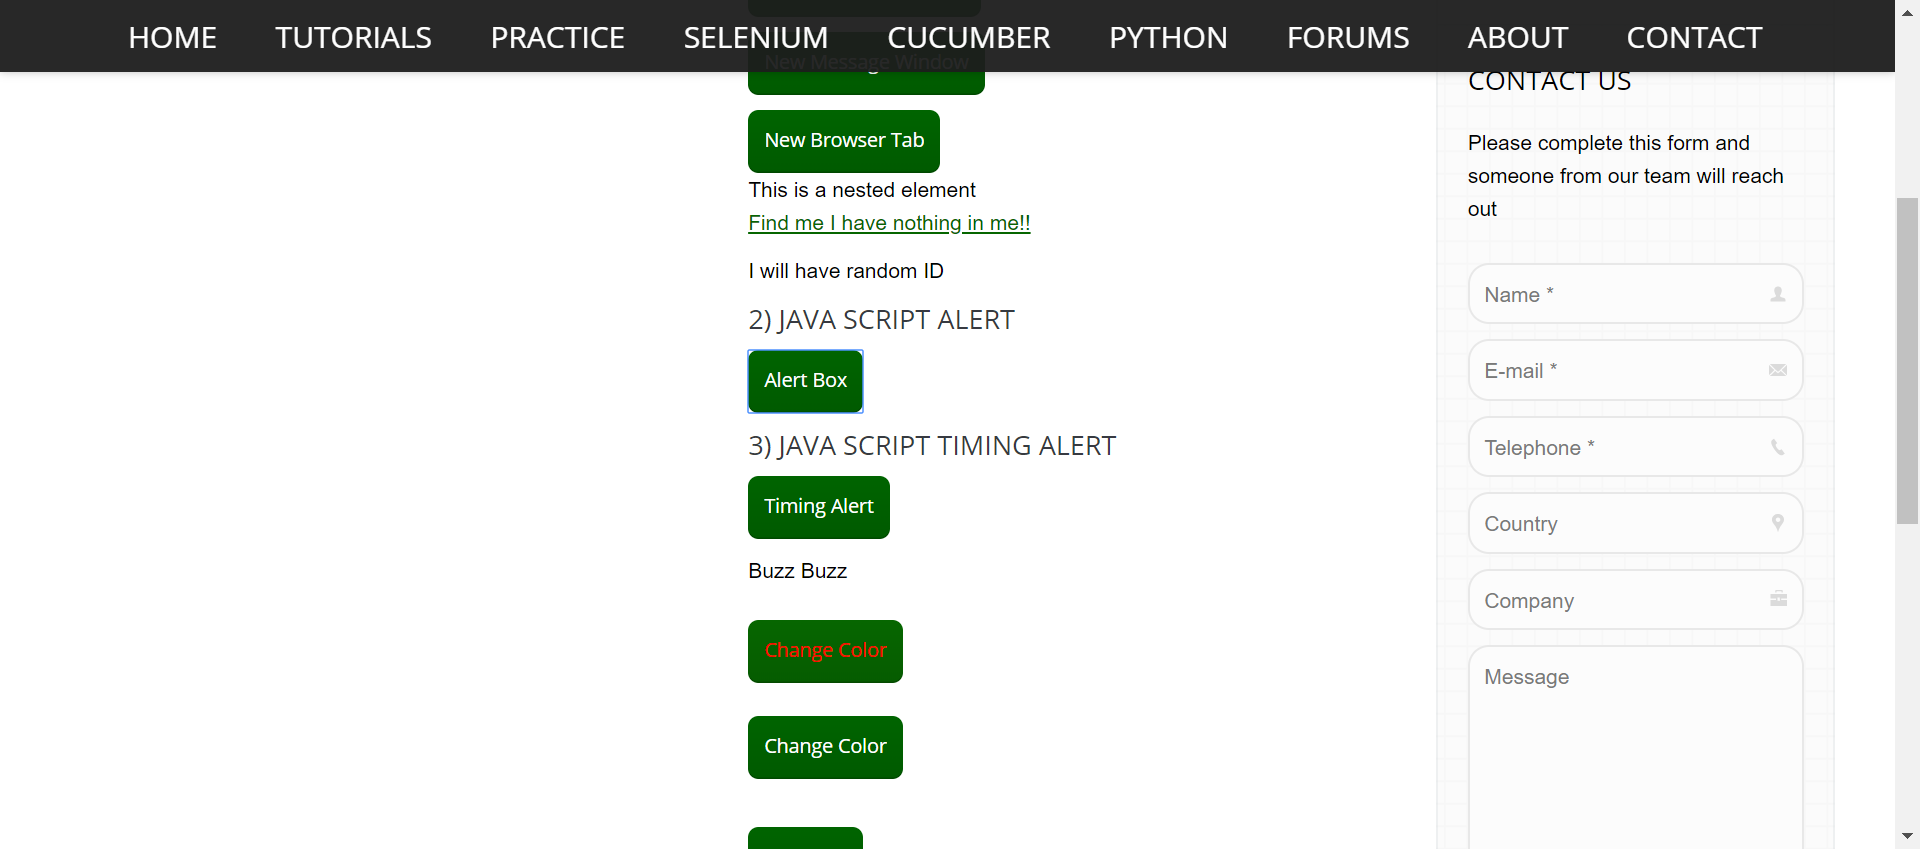 HOME TUTORIALS PRACTICE SELENIUM CUCUMBER PYTHON FORUMS ABOUT CONTACT
New Message Window
New Browser Tab
This is a nested element
Find me I have nothing in me!!
I will have random ID
2) JAVA SCRIPT ALERT
Alert Box
3) JAVA SCRIPT TIMING ALERT
Timing Alert
Buzz Buzz
Change Color
Change Color
CONTACT US
Please complete this form and
someone from our team will reach
out
Name *
E-mail *
Telephone *
Country
Company
Message